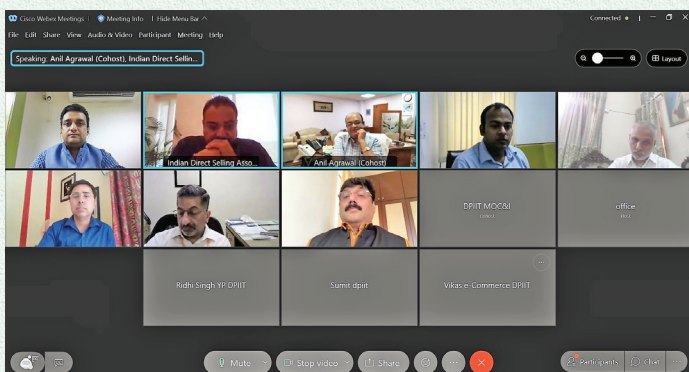 Cisco Webex Meetings | Meeting Info | Hide Menu Bar
Connected
File Edit Share View Audio & Video Participant Meeting Help
Speaking: Anil Agrawal (Cohost), Indian Direct Sellin...
Layout
Indian Direct Selling Asso...
Anil Agrawal (Cohost)
DPIIT MOC&I
Cohost
office
Host
Ridhi Singh YP DPIIT
Sumit dpiit
Vikas e-Commerce DPIIT
Mute
Stop video
Share
Participants
Chat